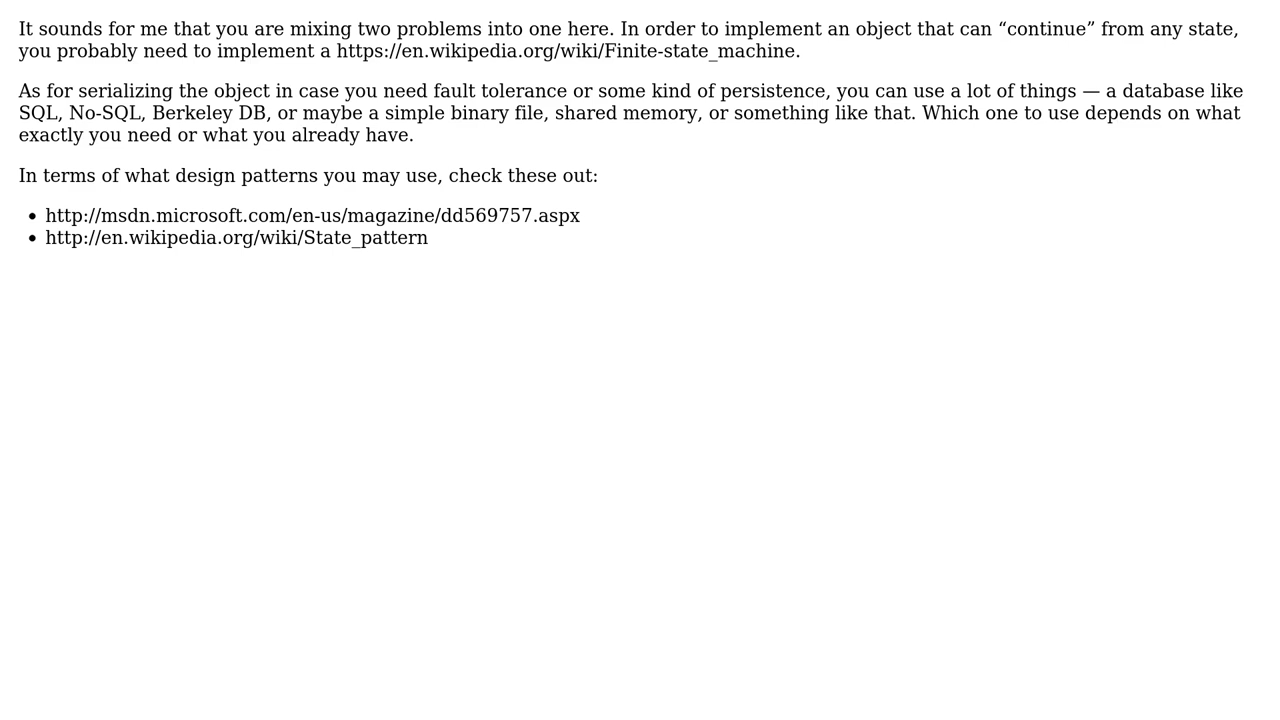 It sounds for me that you are mixing two problems into one here. In order to implement an object that can “continue” from any state,
you probably need to implement a https://en.wikipedia.org/wiki/Finite-state_machine.
As for serializing the object in case you need fault tolerance or some kind of persistence, you can use a lot of things — a database like
SQL, No-SQL, Berkeley DB, or maybe a simple binary file, shared memory, or something like that. Which one to use depends on what
exactly you need or what you already have.
In terms of what design patterns you may use, check these out:
• http://msdn.microsoft.com/en-us/magazine/dd569757.aspx
• http://en.wikipedia.org/wiki/State_pattern